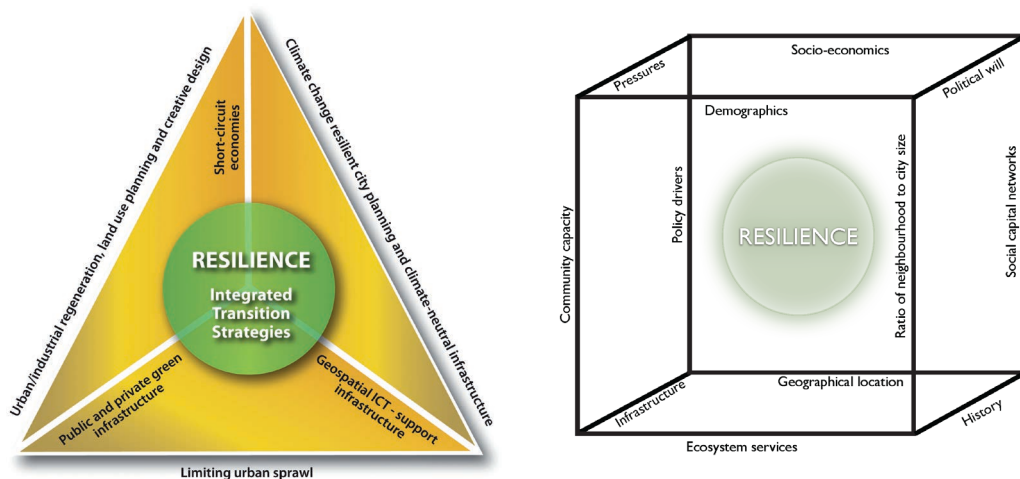 Urban/industrial regeneration, land use planning and creative design
Climate change resilient city planning and climate-neutral infrastructure
Short-circuit
economies
RESILIENCE
Integrated
Transition
Strategies
Public and private green
infrastructure
Geospatial ICT - support
infrastructure
Limiting urban sprawl
Socio-economics
Pressures
Political will
Demographics
Community capacity
Policy drivers
RESILIENCE
Ratio of neighbourhood to city size
Social capital networks
Geographical location
Infrastructure
History
Ecosystem services